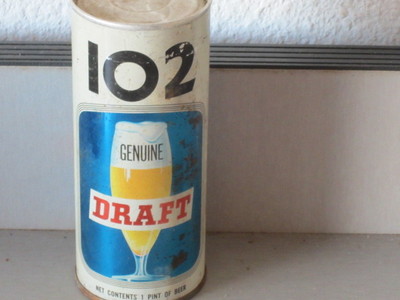 102
GENUINE
DRAFT
NET CONTENTS 1 PINT OF BEER